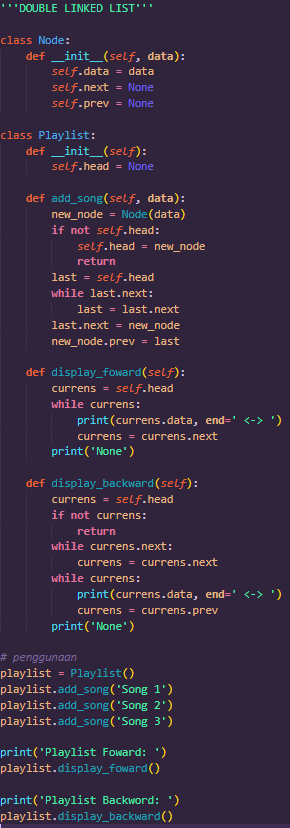 '''DOUBLE LINKED LIST'''

class Node:
    def __init__(self, data):
        self.data = data
        self.next = None
        self.prev = None

class Playlist:
    def __init__(self):
        self.head = None

    def add_song(self, data):
        new_node = Node(data)
        if not self.head:
            self.head = new_node
            return
        last = self.head
        while last.next:
            last = last.next
        last.next = new_node
        new_node.prev = last

    def display_foward(self):
        currens = self.head
        while currens:
            print(currens.data, end=' <-> ')
            currens = currens.next
        print('None')

    def display_backward(self):
        currens = self.head
        if not currens:
            return
        while currens.next:
            currens = currens.next
        while currens:
            print(currens.data, end=' <-> ')
            currens = currens.prev
        print('None')

# penggunaan
playlist = Playlist()
playlist.add_song('Song 1')
playlist.add_song('Song 2')
playlist.add_song('Song 3')

print('Playlist Foward: ')
playlist.display_foward()

print('Playlist Backword: ')
playlist.display_backward()